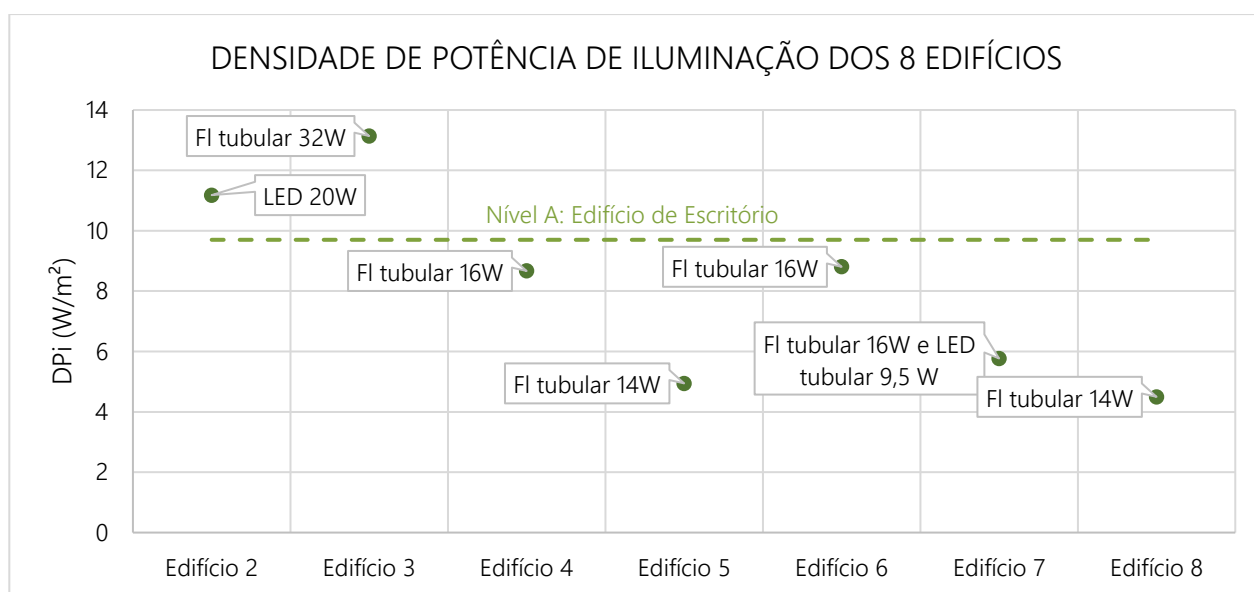 DENSIDADE DE POTÊNCIA DE ILUMINAÇÃO DOS 8 EDIFÍCIOS
DPi (W/m²)
14
12
10
8
6
4
2
0
Fl tubular 32W
LED 20W
Nível A: Edifício de Escritório
Fl tubular 16W
Fl tubular 16W
Fl tubular 14W
Fl tubular 16W e LED
tubular 9,5 W
Fl tubular 14W
Edifício 2
Edifício 3
Edifício 4
Edifício 5
Edifício 6
Edifício 7
Edifício 8